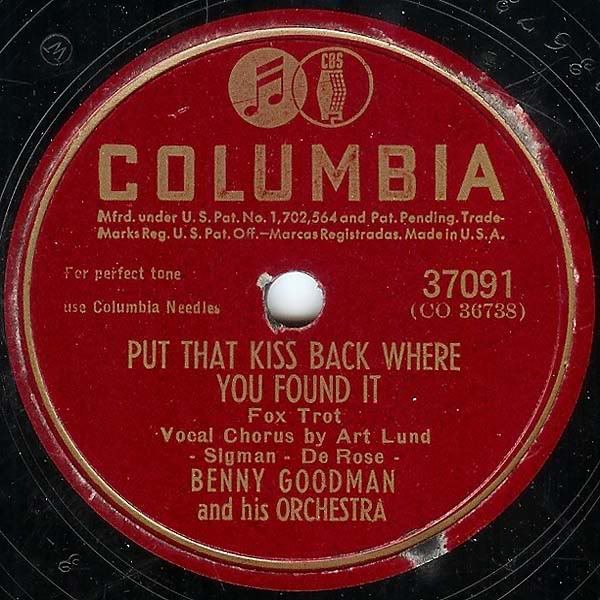 CBS
COLUMBIA
Mfrd. under U.S. Pat. No. 1,702,564 and Pat. Pending. Trade-
Marks Reg. U.S. Pat. Off.—Marcas Registradas. Made in U.S.A.
For perfect tone
use Columbia Needles
37091
(CO 36738)
PUT THAT KISS BACK WHERE
YOU FOUND IT
Fox Trot
Vocal Chorus by Art Lund
- Sigman - De Rose -
BENNY GOODMAN
and his ORCHESTRA